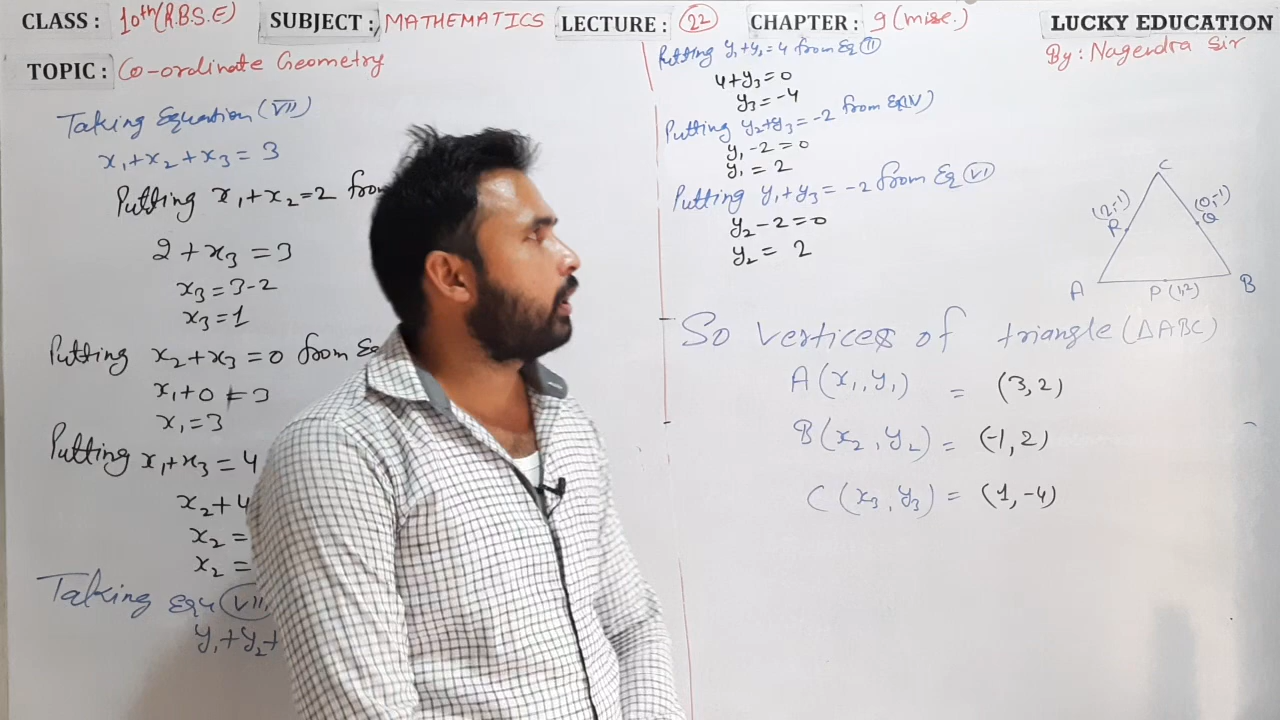 CLASS : 10th (R.B.S.E) SUBJECT : MATHEMATICS LECTURE : 22 CHAPTER : 9 (mise.) LUCKY EDUCATION
TOPIC : Co-ordinate Geometry
By: Nagendra Sir
Taking Equation (VII)
x₁+x₂+x₃ = 3
Putting x₁+x₂=2 from
2+x₃ = 3
x₃=3-2
x₃=1
Putting x₂+x₃=0 from Eq
x₁+0 = 3
x₁=3
Putting x₁+x₃=4
x₂+4
x₂=
x₂=
Taking Equ (VII
y₁+y₂+
Putting y₁+y₂=4 from Eq (II)
4+y₃=0
y₃=-4
Putting y₂+y₃=-2 from Eq(IV)
y₁-2=0
y₁=2
Putting y₁+y₃=-2 from Eq (VI)
y₂-2=0
y₂= 2
C
(2,-1)
R
(0,-1)
Q
A
P(1,2)
B
So vertices of triangle (△ABC)
A(x₁,y₁) = (3,2)
B(x₂,y₂) = (-1,2)
C(x₃,y₃) = (1,-4)